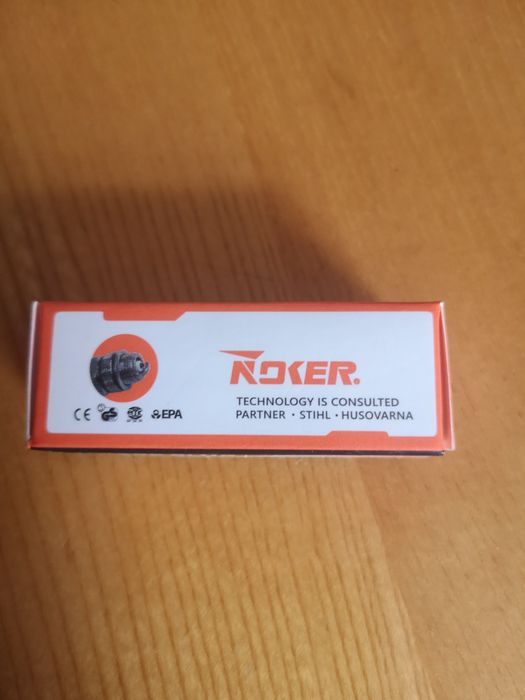 NOKER.
TECHNOLOGY IS CONSULTED
PARTNER · STIHL · HUSOVARNA
CE
EPA